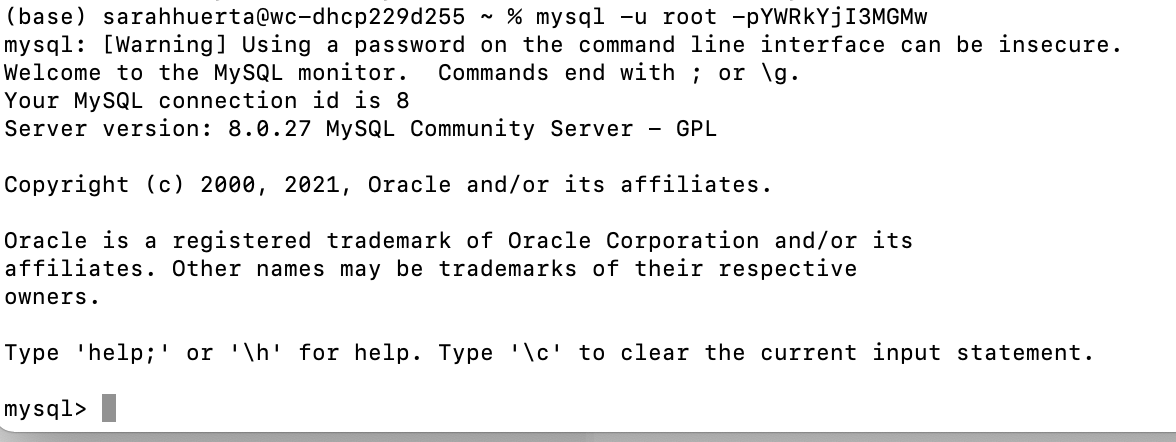 (base) sarahhuerta@wc-dhcp229d255 ~ % mysql -u root -pYWRkYjI3MGMw
mysql: [Warning] Using a password on the command line interface can be insecure.
Welcome to the MySQL monitor.  Commands end with ; or \g.
Your MySQL connection id is 8
Server version: 8.0.27 MySQL Community Server - GPL
Copyright (c) 2000, 2021, Oracle and/or its affiliates.
Oracle is a registered trademark of Oracle Corporation and/or its
affiliates. Other names may be trademarks of their respective
owners.
Type 'help;' or '\h' for help. Type '\c' to clear the current input statement.
mysql>